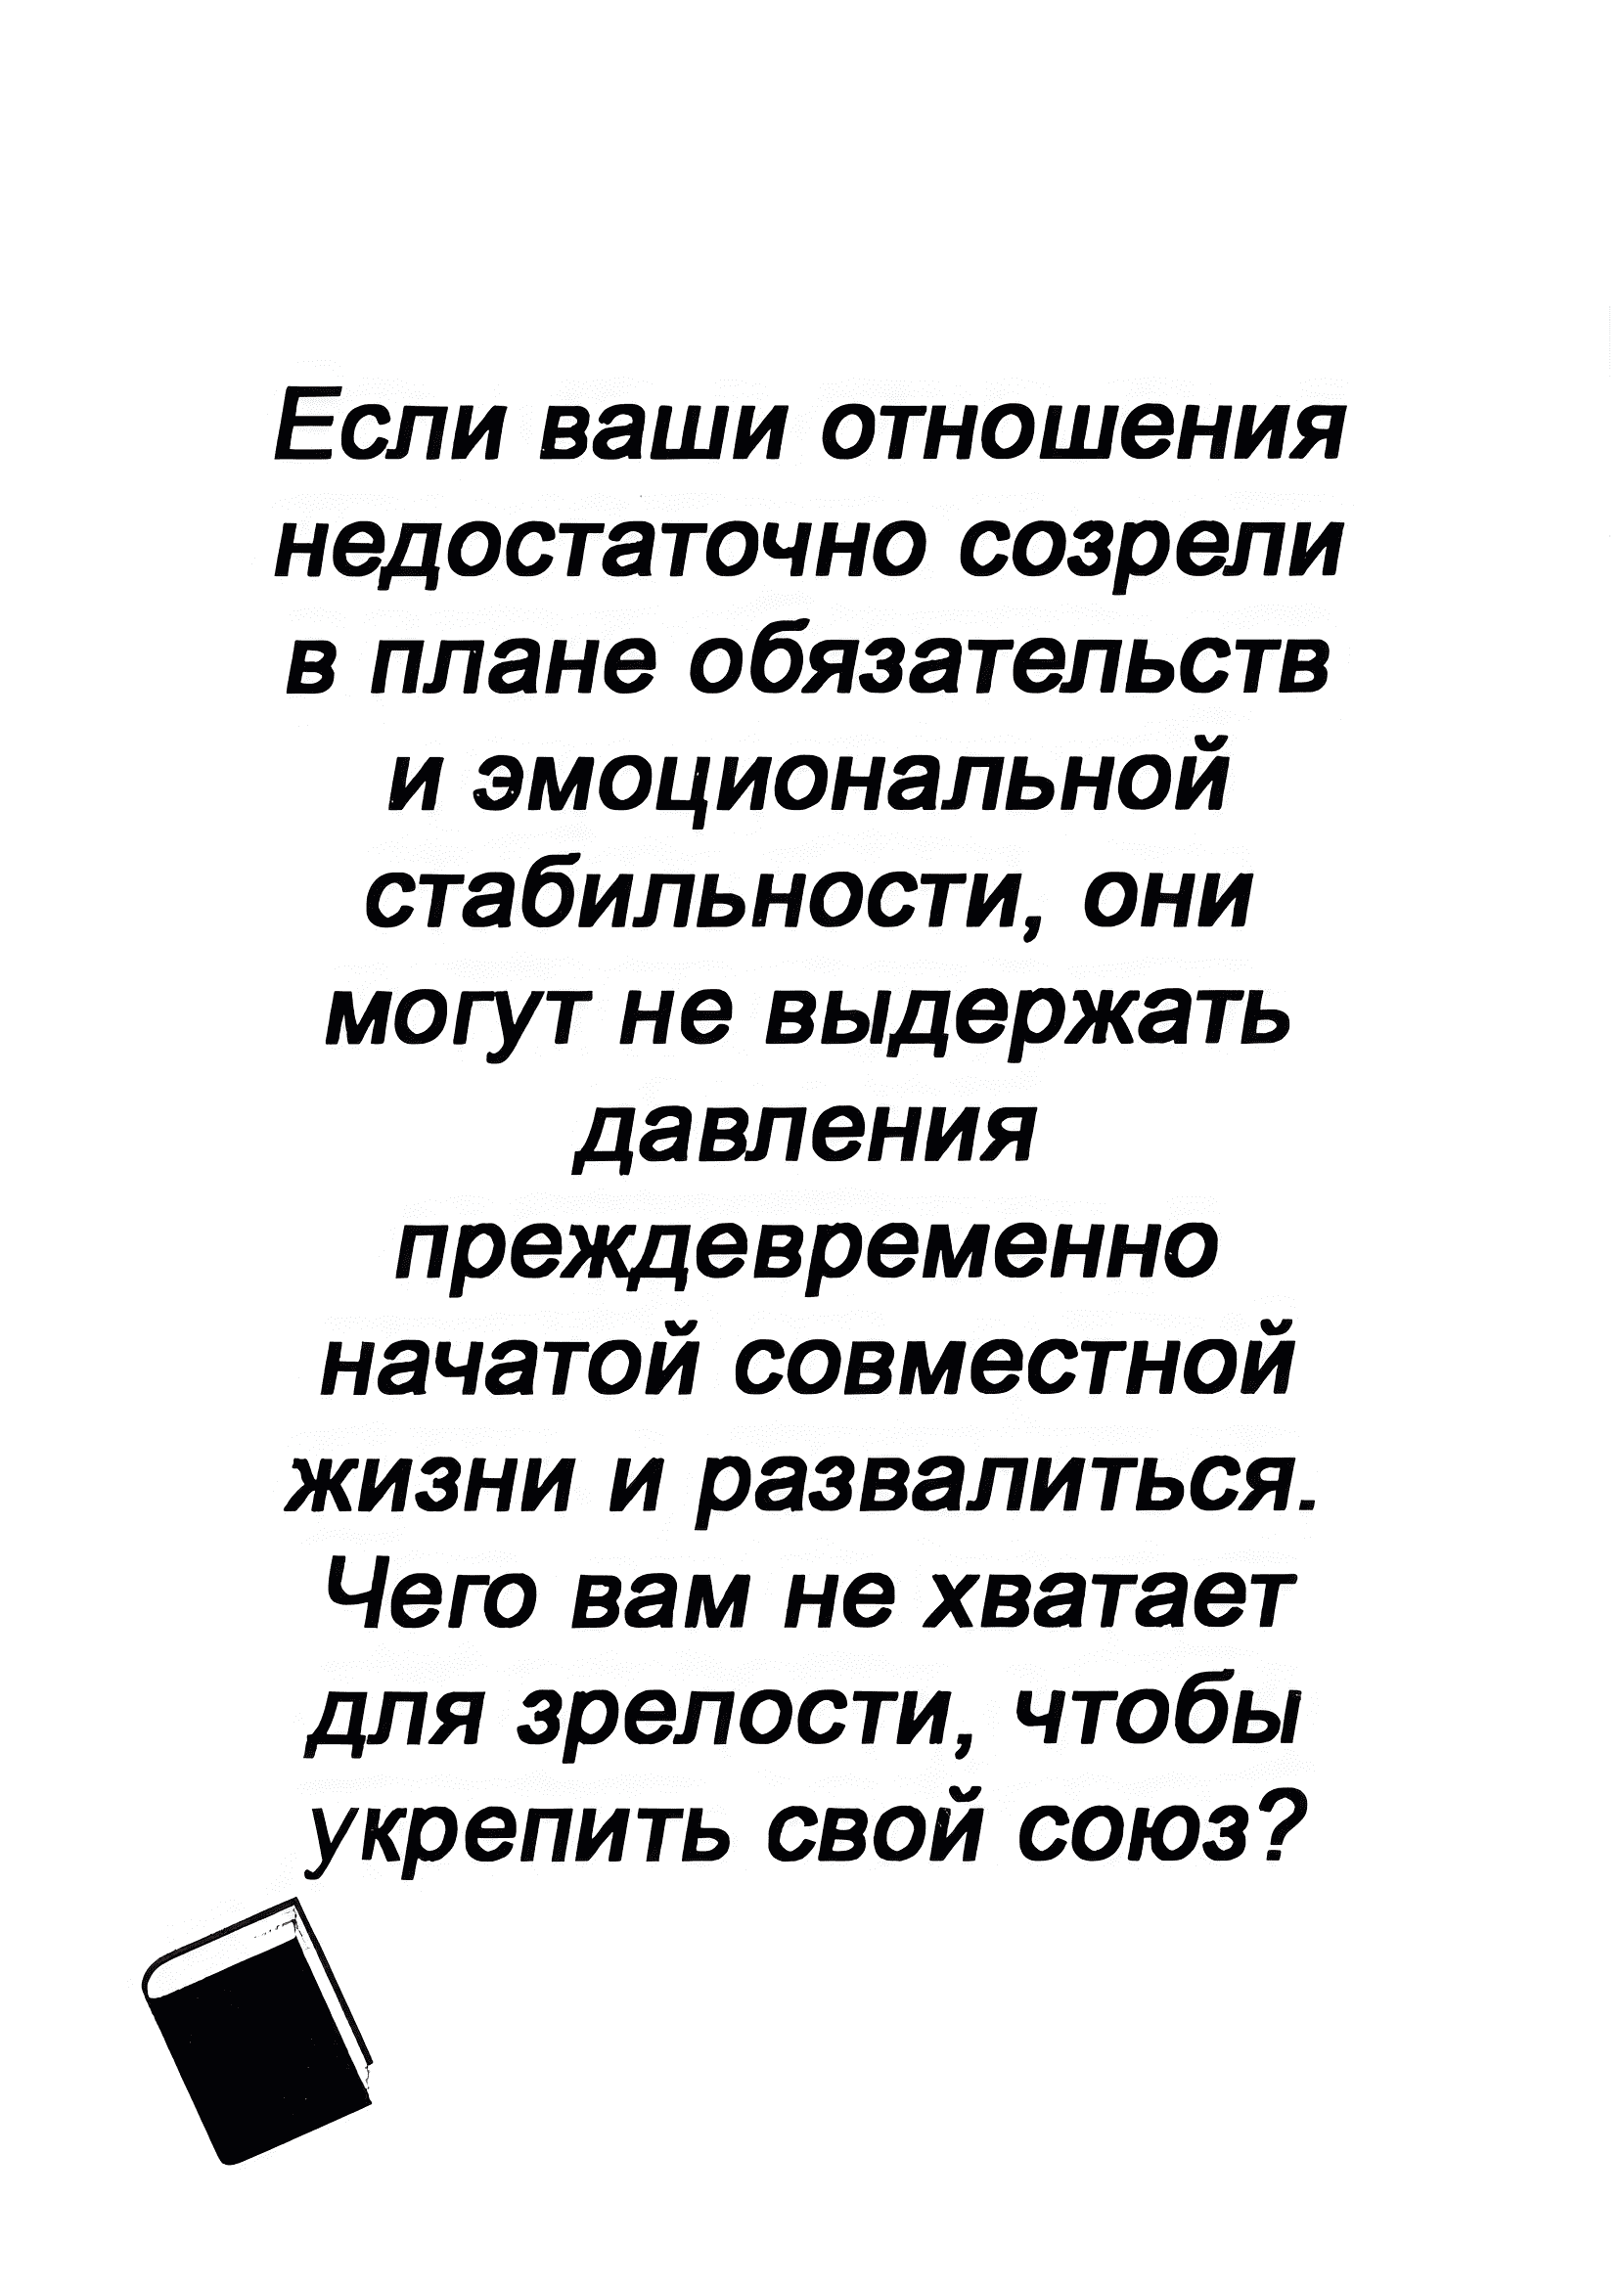 Если ваши отношения
недостаточно созрели
в плане обязательств
и эмоциональной
стабильности, они
могут не выдержать
давления
преждевременно
начатой совместной
жизни и развалиться.
Чего вам не хватает
для зрелости, чтобы
укрепить свой союз?